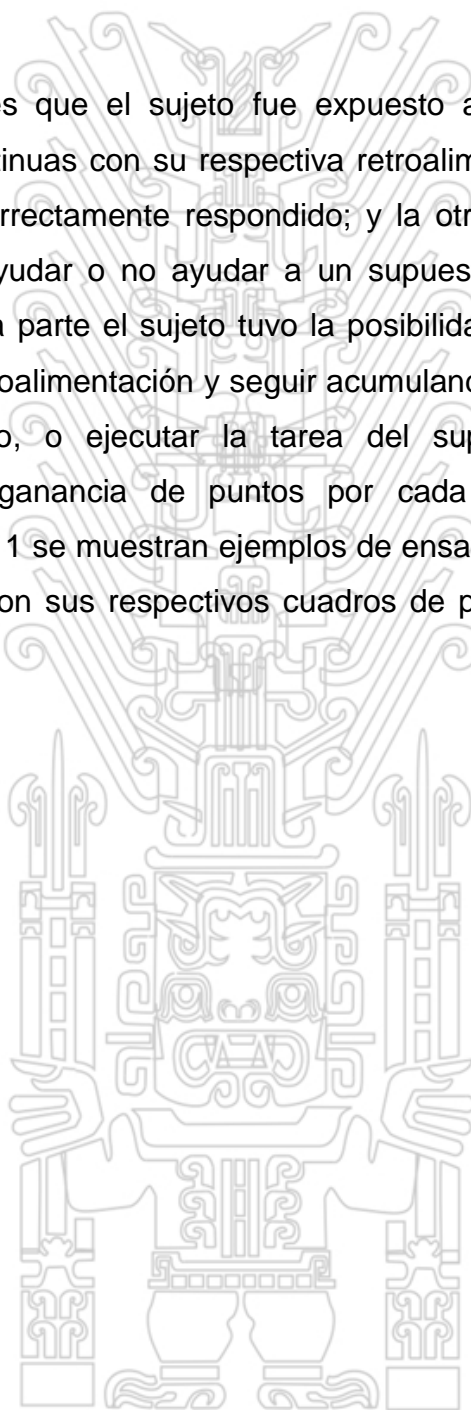 es que el sujeto fue expuesto a
tinuas con su respectiva retroalim
rrectamente respondido; y la otr
yudar o no ayudar a un supues
a parte el sujeto tuvo la posibilida
roalimentación y seguir acumulanc
o, o ejecutar la tarea del sup
ganancia de puntos por cada
1 se muestran ejemplos de ensa
on sus respectivos cuadros de p